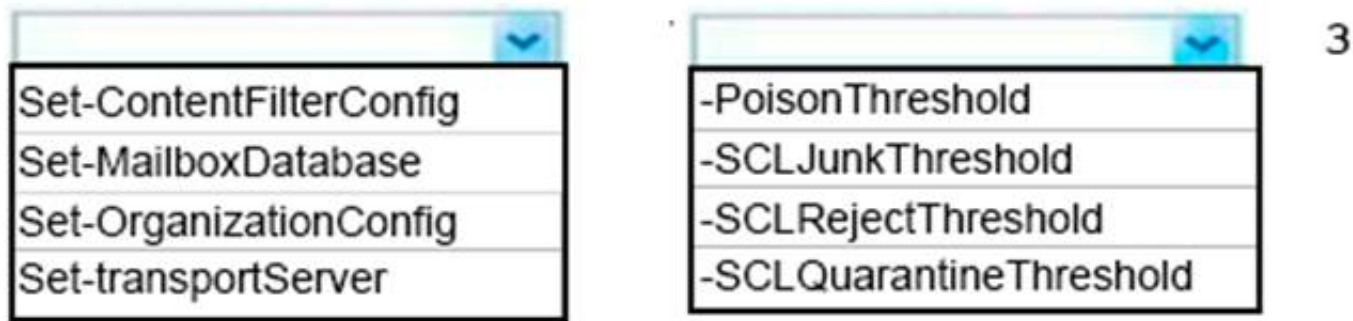 3
Set-ContentFilterConfig
Set-MailboxDatabase
Set-OrganizationConfig
Set-transportServer
-PoisonThreshold
-SCLJunkThreshold
-SCLRejectThreshold
-SCLQuarantineThreshold